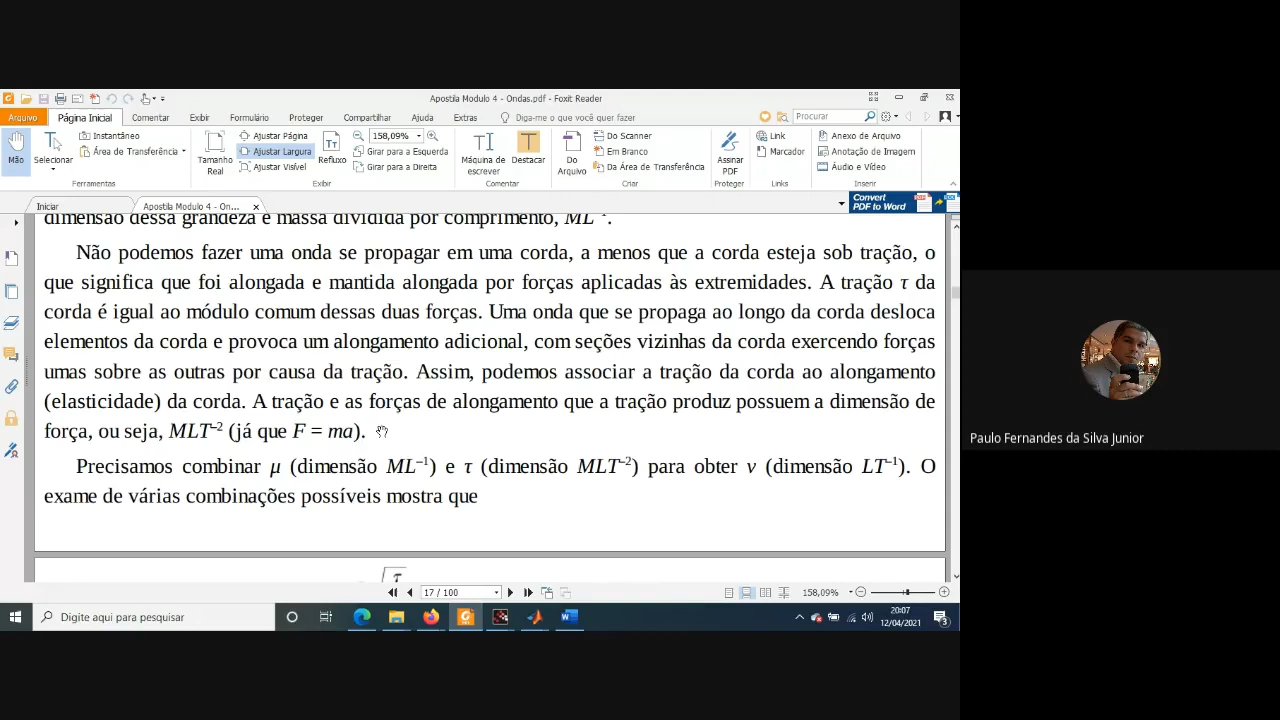 Apostila Modulo 4 - Ondas.pdf - Foxit Reader
Arquivo Página Inicial Comentar Exibir Formulário Proteger Compartilhar Ajuda Extras Diga-me o que você quer fazer Procurar
Mão
Selecionar
Instantâneo
Área de Transferência
Ferramentas
Tamanho Real
Ajustar Página
Ajustar Largura
Ajustar Visível
Refluxo
158,09%
Girar para a Esquerda
Girar para a Direita
Exibir
Máquina de escrever
Destacar
Comentar
Do Arquivo
Do Scanner
Em Branco
Da Área de Transferência
Criar
Assinar PDF
Proteger
Link
Marcador
Links
Anexo de Arquivo
Anotação de Imagem
Áudio e Vídeo
Inserir
Iniciar
Apostila Modulo 4 - On...
Convert PDF to Word
dimensão dessa grandeza é massa dividida por comprimento, ML⁻¹.
Não podemos fazer uma onda se propagar em uma corda, a menos que a corda esteja sob tração, o
que significa que foi alongada e mantida alongada por forças aplicadas às extremidades. A tração τ da
corda é igual ao módulo comum dessas duas forças. Uma onda que se propaga ao longo da corda desloca
elementos da corda e provoca um alongamento adicional, com seções vizinhas da corda exercendo forças
umas sobre as outras por causa da tração. Assim, podemos associar a tração da corda ao alongamento
(elasticidade) da corda. A tração e as forças de alongamento que a tração produz possuem a dimensão de
força, ou seja, MLT⁻² (já que F = ma).
Precisamos combinar μ (dimensão ML⁻¹) e τ (dimensão MLT⁻²) para obter v (dimensão LT⁻¹). O
exame de várias combinações possíveis mostra que
τ
17 / 100
158,09%
Digite aqui para pesquisar
20:07
12/04/2021
3
Paulo Fernandes da Silva Junior